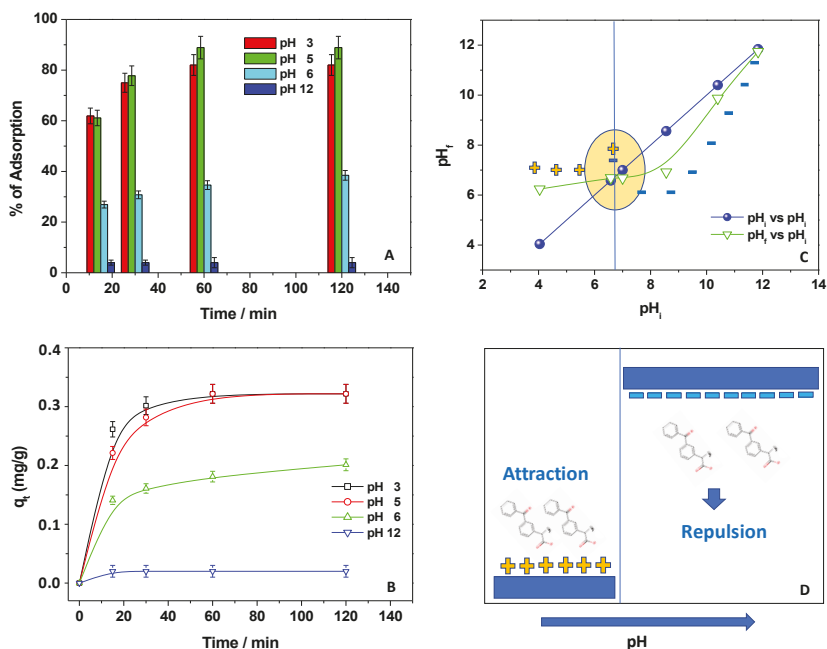 100
80
60
40
20
0
% of Adsorption
pH 3
pH 5
pH 6
pH 12
A
0 20 40 60 80 100 120 140
Time / min
12
10
8
6
4
2
pHf
pHi vs pHi
pHf vs pHi
C
2 4 6 8 10 12 14
pHi
0.4
0.3
0.2
0.1
0.0
qt (mg/g)
pH 3
pH 5
pH 6
pH 12
B
0 20 40 60 80 100 120 140
Time / min
Attraction
Repulsion
D
pH